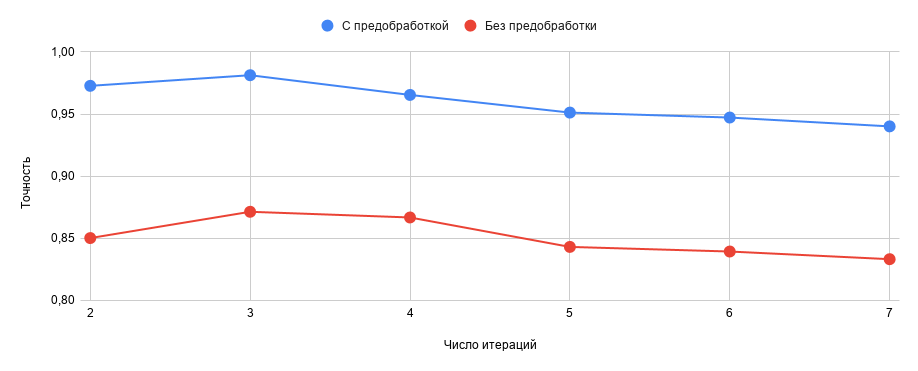 С предобработкой
Без предобработки
1,00
0,95
0,90
0,85
0,80
Точность
2 3 4 5 6 7
Число итераций